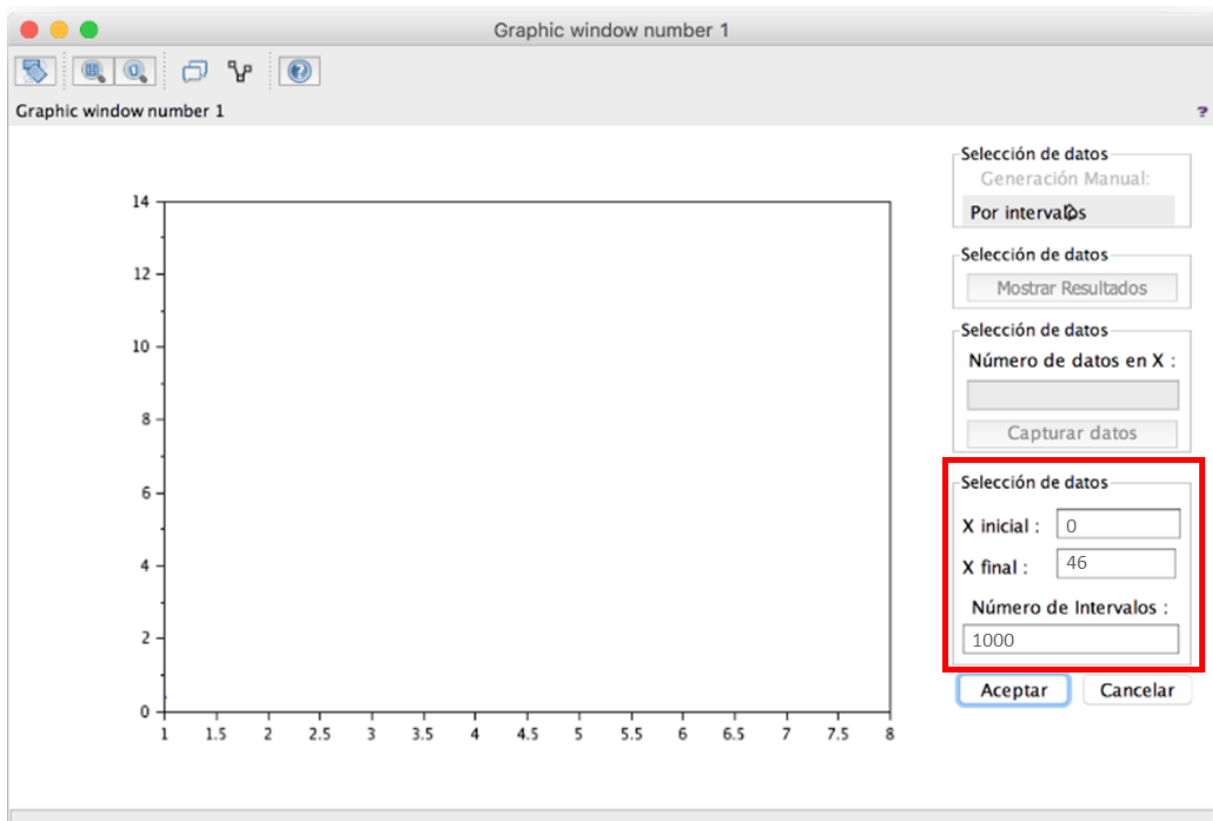 Graphic window number 1
Graphic window number 1
?
Selección de datos
Generación Manual:
Por intervalos
Selección de datos
Mostrar Resultados
Selección de datos
Número de datos en X :
Capturar datos
Selección de datos
X inicial : 0
X final : 46
Número de Intervalos :
1000
Aceptar Cancelar
14
12
10
8
6
4
2
0
1 1.5 2 2.5 3 3.5 4 4.5 5 5.5 6 6.5 7 7.5 8